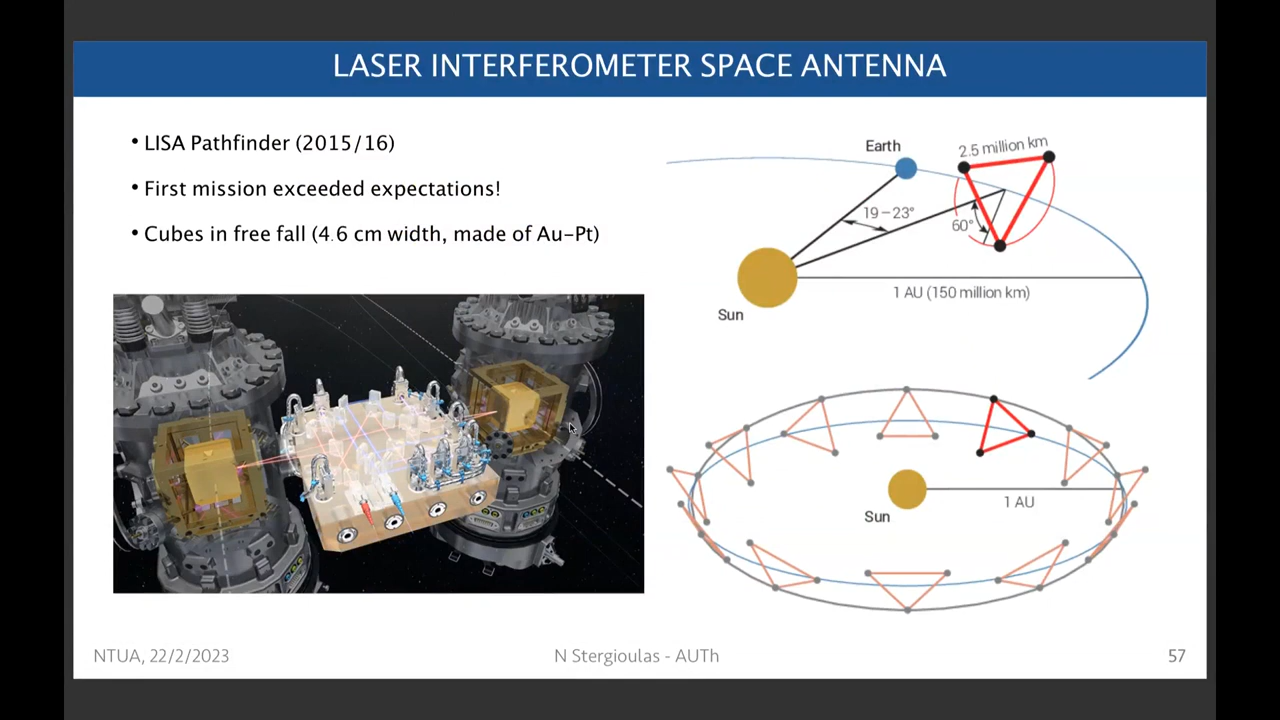 LASER INTERFEROMETER SPACE ANTENNA
• LISA Pathfinder (2015/16)
• First mission exceeded expectations!
• Cubes in free fall (4.6 cm width, made of Au-Pt)
Earth
2.5 million km
19 – 23°
60°
1 AU (150 million km)
Sun
Sun
1 AU
NTUA, 22/2/2023
N Stergioulas - AUTh
57